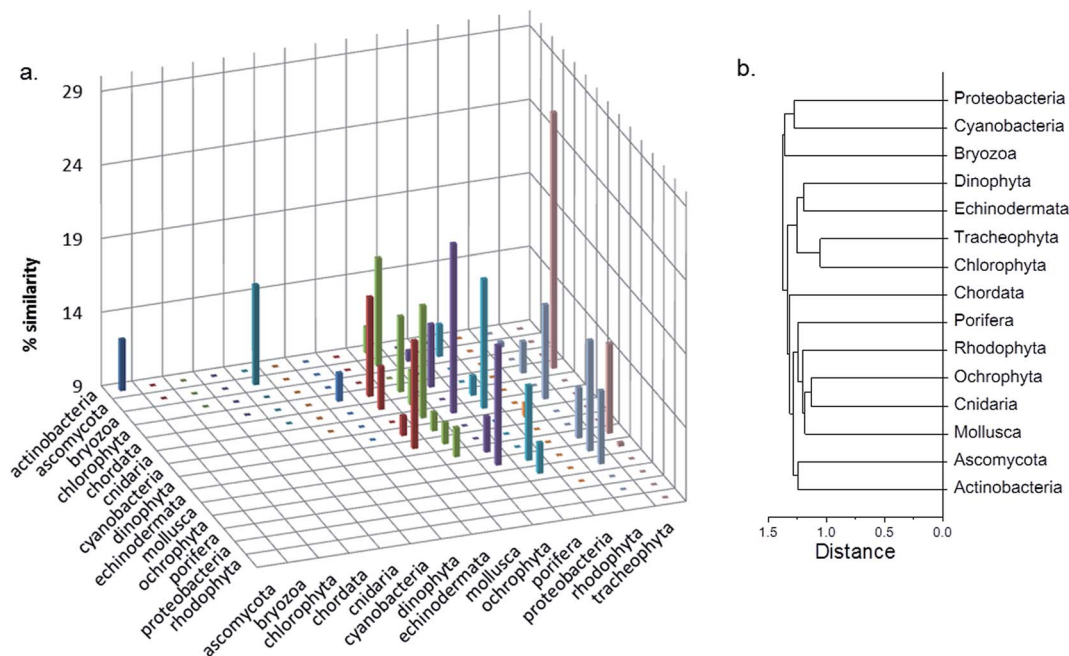 a.
% similarity
29
24
19
14
9
actinobacteria
ascomycota
bryozoa
chlorophyta
chordata
cnidaria
cyanobacteria
dinophyta
echinodermata
mollusca
ochrophyta
porifera
proteobacteria
rhodophyta
ascomycota
bryozoa
chlorophyta
chordata
cnidaria
cyanobacteria
dinophyta
echinodermata
mollusca
ochrophyta
porifera
proteobacteria
rhodophyta
tracheophyta
b.
Proteobacteria
Cyanobacteria
Bryozoa
Dinophyta
Echinodermata
Tracheophyta
Chlorophyta
Chordata
Porifera
Rhodophyta
Ochrophyta
Cnidaria
Mollusca
Ascomycota
Actinobacteria
1.5 1.0 0.5 0.0
Distance